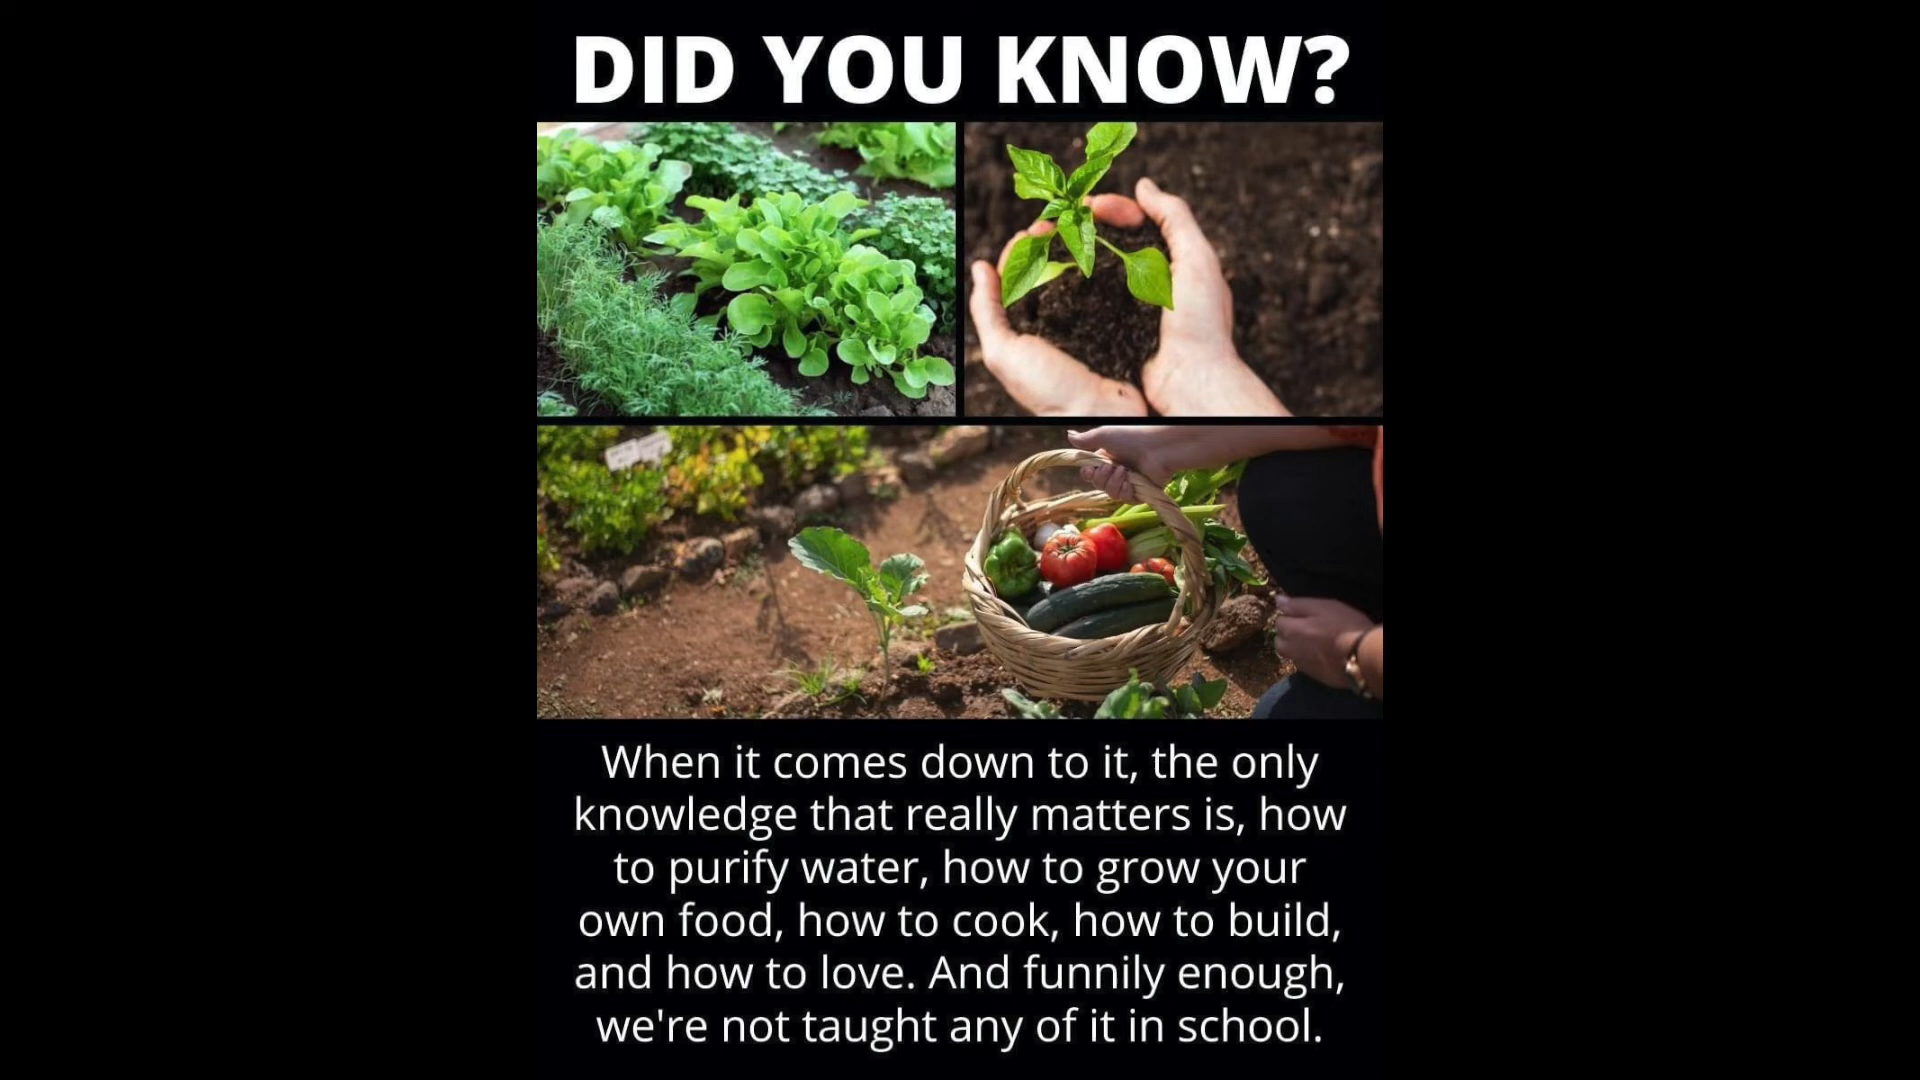 DID YOU KNOW?
When it comes down to it, the only
knowledge that really matters is, how
to purify water, how to grow your
own food, how to cook, how to build,
and how to love. And funnily enough,
we're not taught any of it in school.